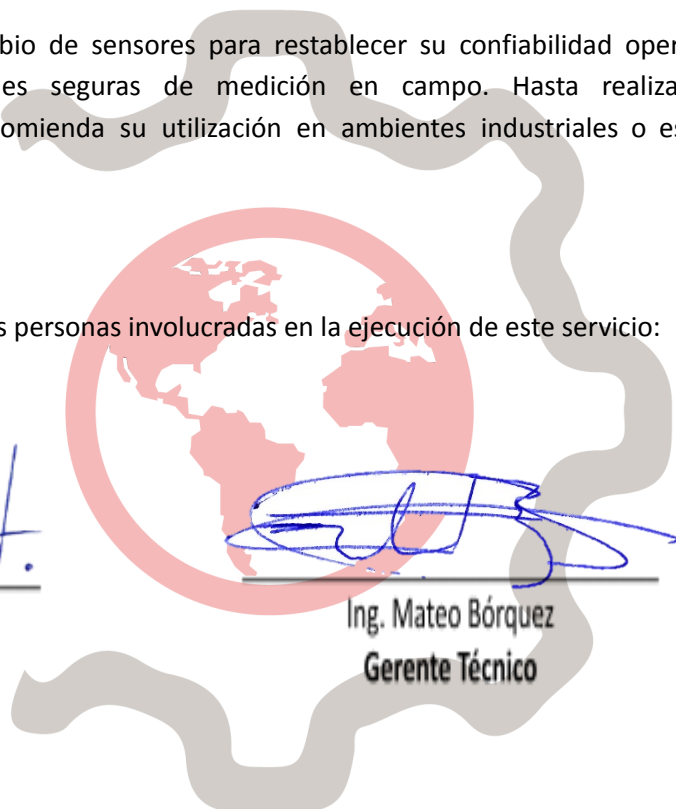 bio de sensores para restablecer su confiabilidad oper
es seguras de medición en campo. Hasta realiza
omienda su utilización en ambientes industriales o es
s personas involucradas en la ejecución de este servicio:
Ing. Mateo Bórquez
Gerente Técnico